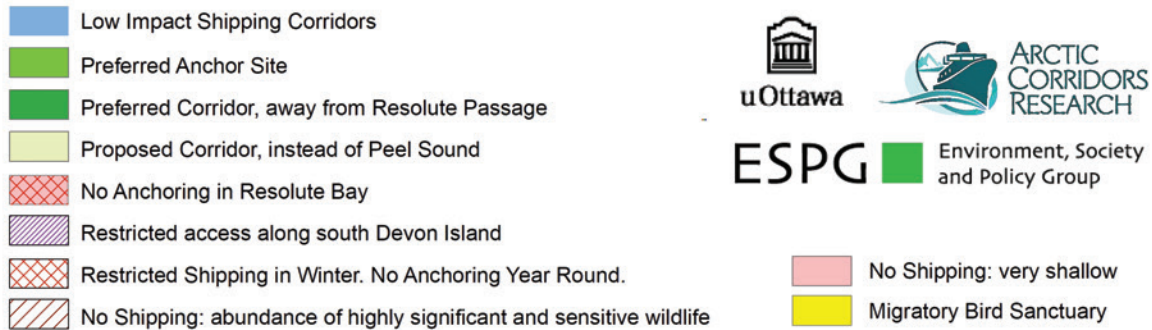 Low Impact Shipping Corridors
Preferred Anchor Site
Preferred Corridor, away from Resolute Passage
Proposed Corridor, instead of Peel Sound
No Anchoring in Resolute Bay
Restricted access along south Devon Island
Restricted Shipping in Winter. No Anchoring Year Round.
No Shipping: abundance of highly significant and sensitive wildlife
uOttawa
ARCTIC
CORRIDORS
RESEARCH
ESPG
Environment, Society
and Policy Group
No Shipping: very shallow
Migratory Bird Sanctuary